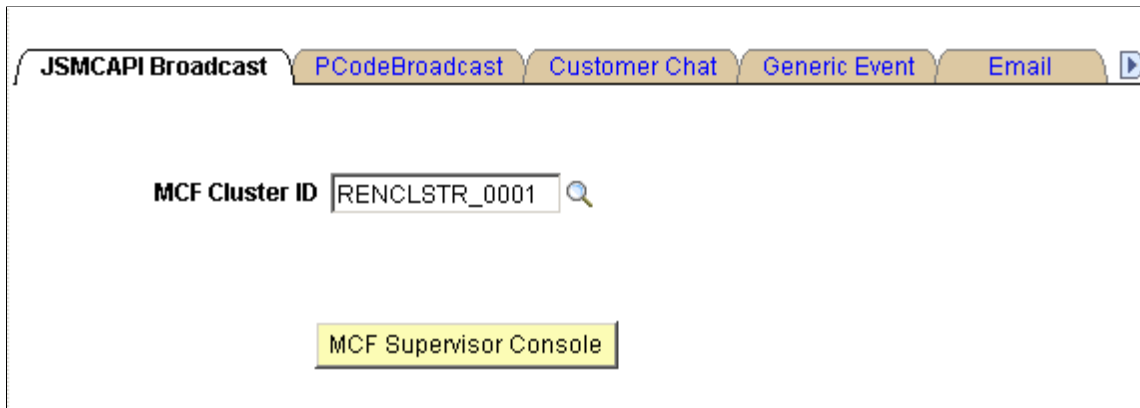 JSMCAPI Broadcast PCodeBroadcast Customer Chat Generic Event Email
MCF Cluster ID RENCLSTR_0001
MCF Supervisor Console